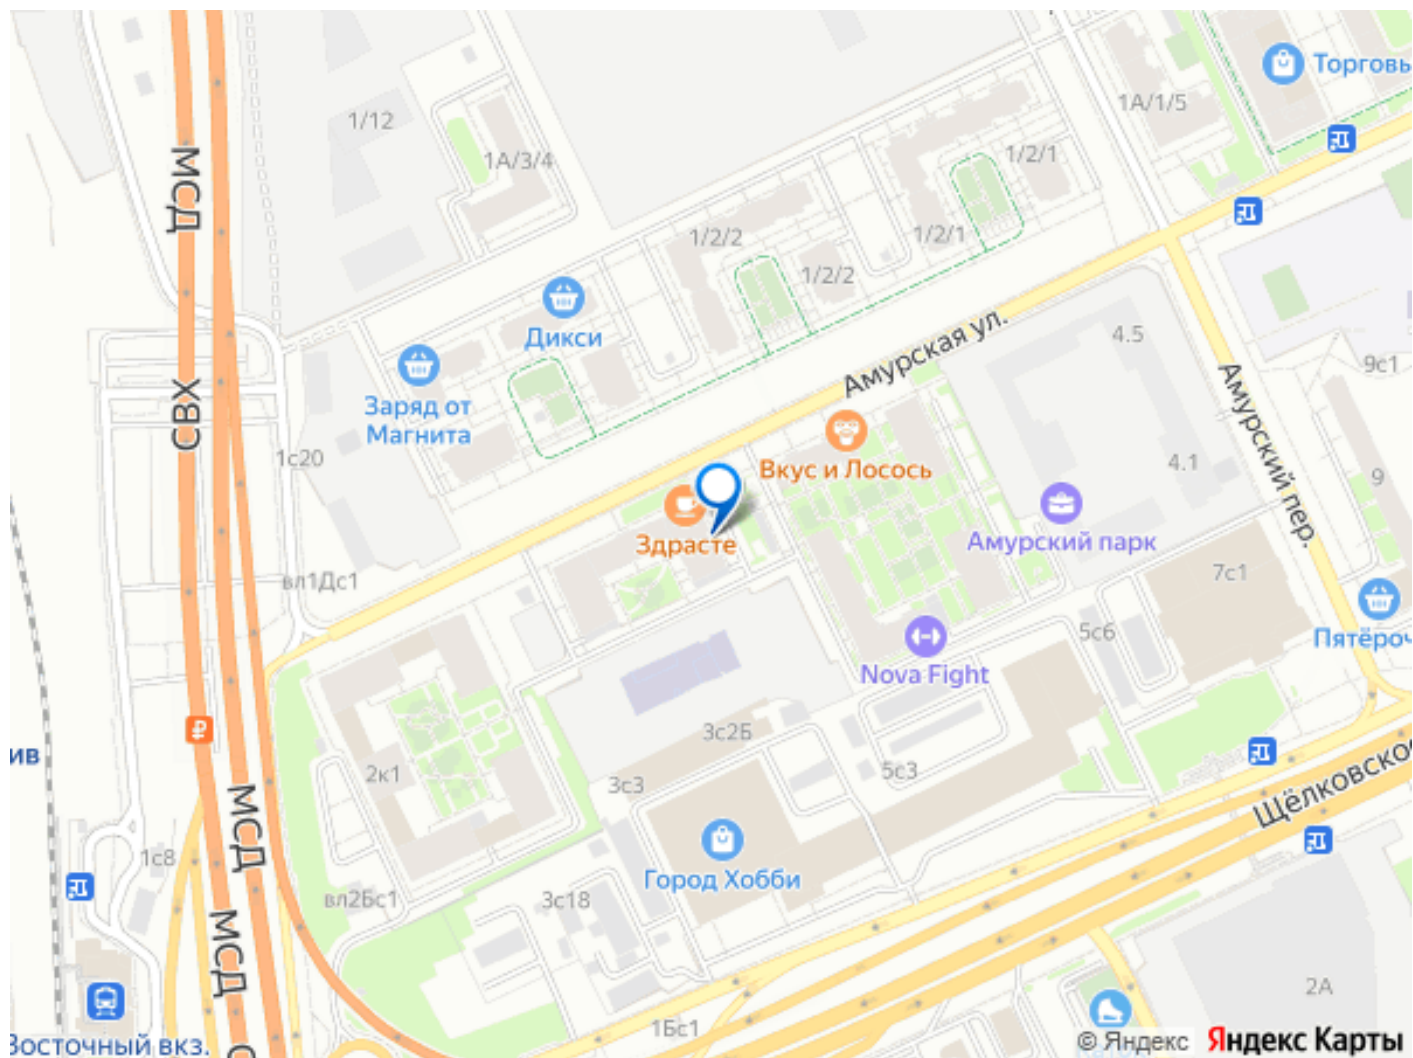 Торговы
1А/1/5
1/12
1А/3/4
1/2/1
МСД
1/2/2
1/2/1
1/2/2
Дикси
Амурская ул.
4.5
9с1
Заряд от
Магнита
СВХ
Амурский пер.
1с20
Вкус и Лосось
4.1
9
Здрасте
Амурский парк
вл1Дс1
7с1
5с6
Пятёроч
Nova Fight
3с2Б
ив
2к1
3с3
5с3
Щёлковское
МСД
1с8
Город Хобби
вл2Бс1
3с18
МСД
2А
1Бс1
Восточный вкз.
С
© Яндекс Яндекс Карты